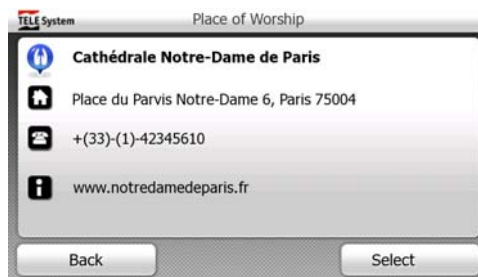 TELE System
Place of Worship
Cathédrale Notre-Dame de Paris
Place du Parvis Notre-Dame 6, Paris 75004
+(33)-(1)-42345610
www.notredamedeparis.fr
Back
Select